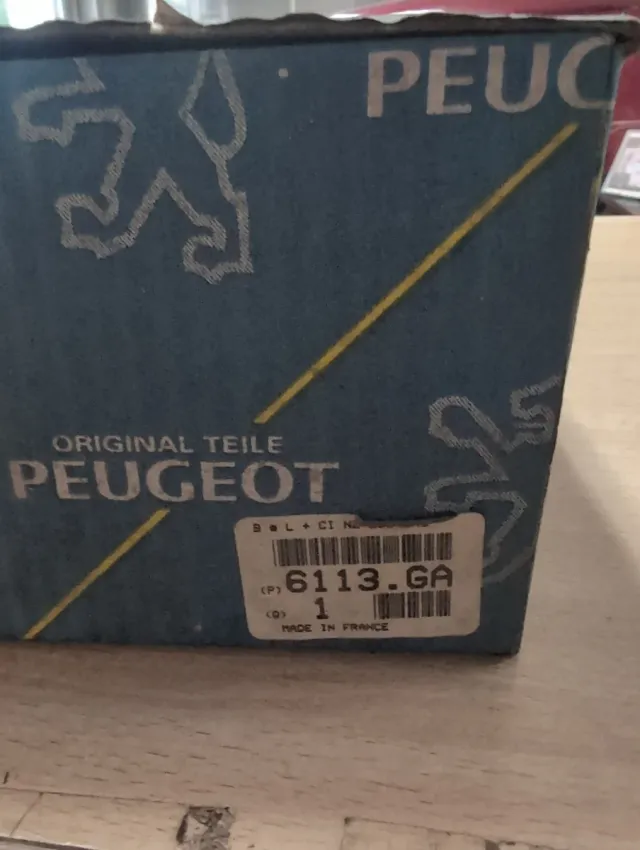 PEUG
ORIGINAL TEILE
PEUGEOT
(P) 6113.GA
(Q) 1
MADE IN FRANCE